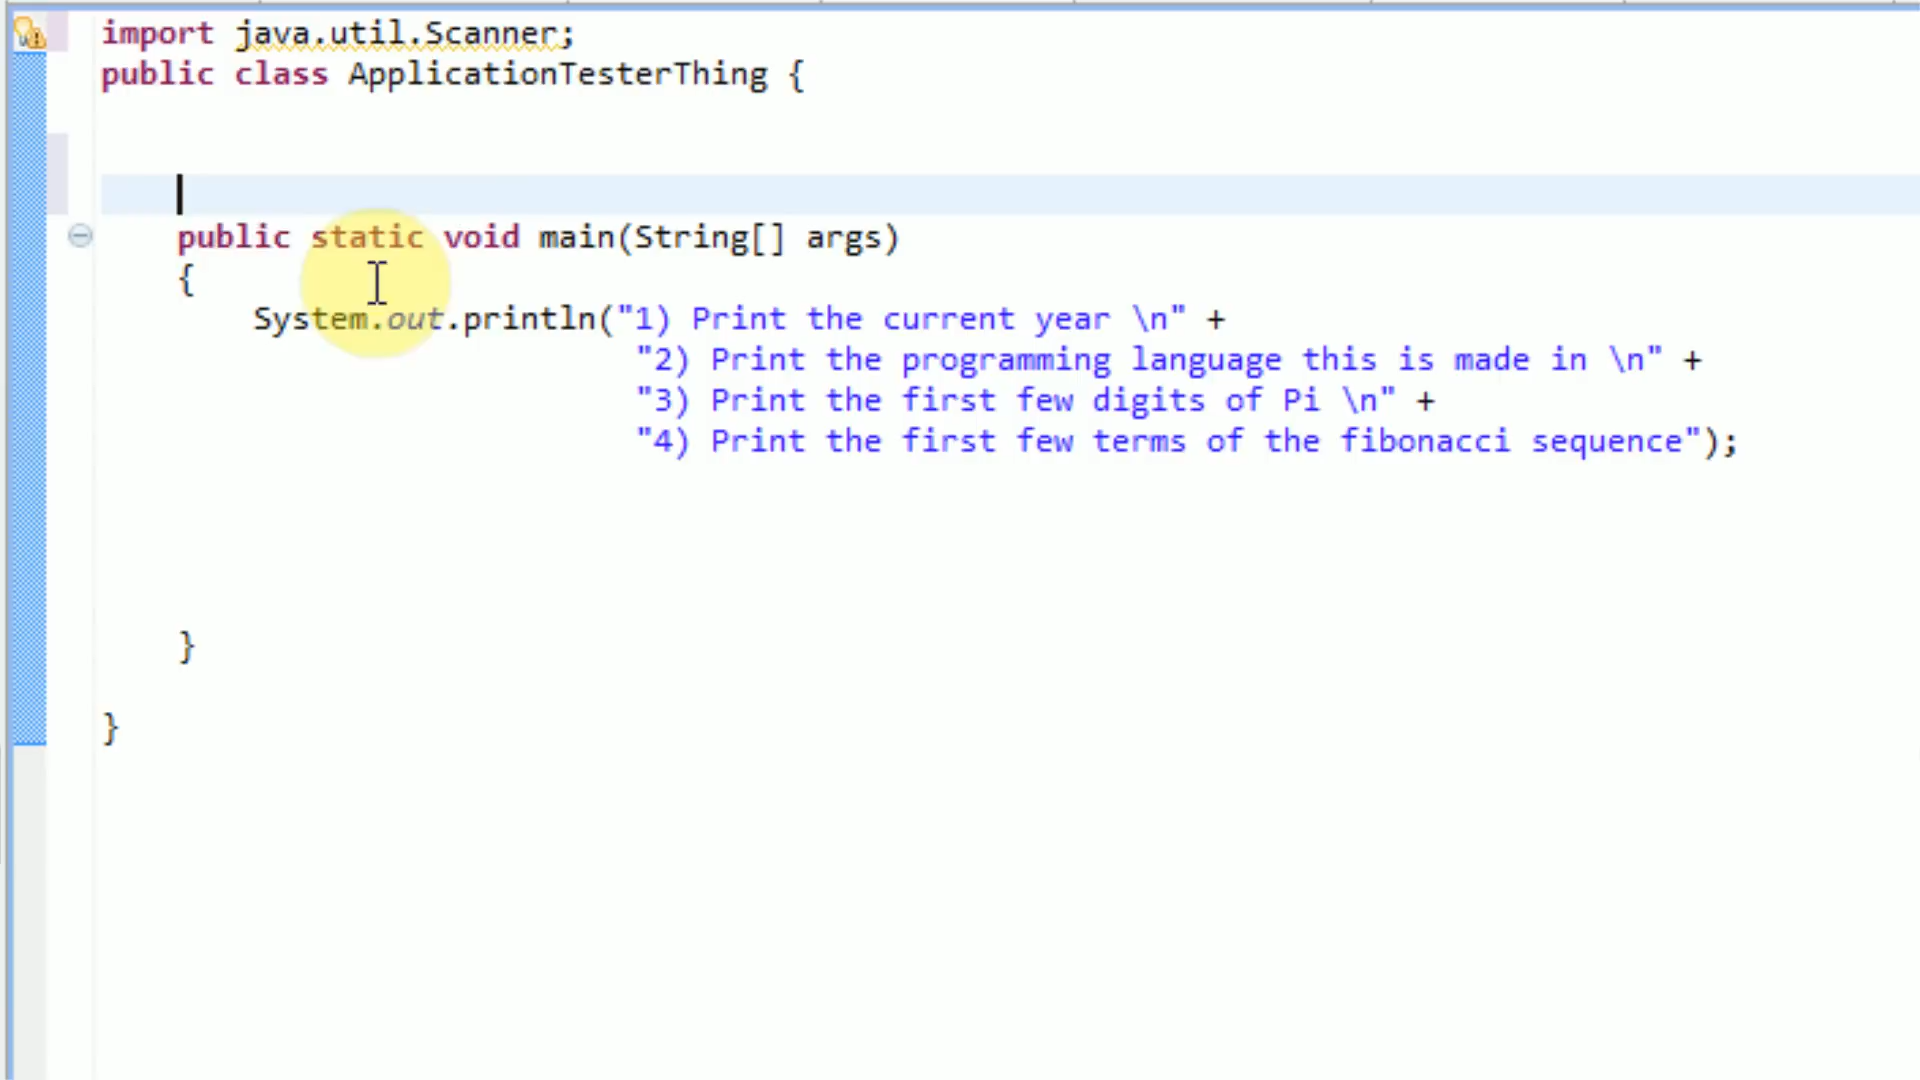 import java.util.Scanner;
public class ApplicationTesterThing {
public static void main(String[] args)
{
System.out.println("1) Print the current year \n" +
"2) Print the programming language this is made in \n" +
"3) Print the first few digits of Pi \n" +
"4) Print the first few terms of the fibonacci sequence");
}
}